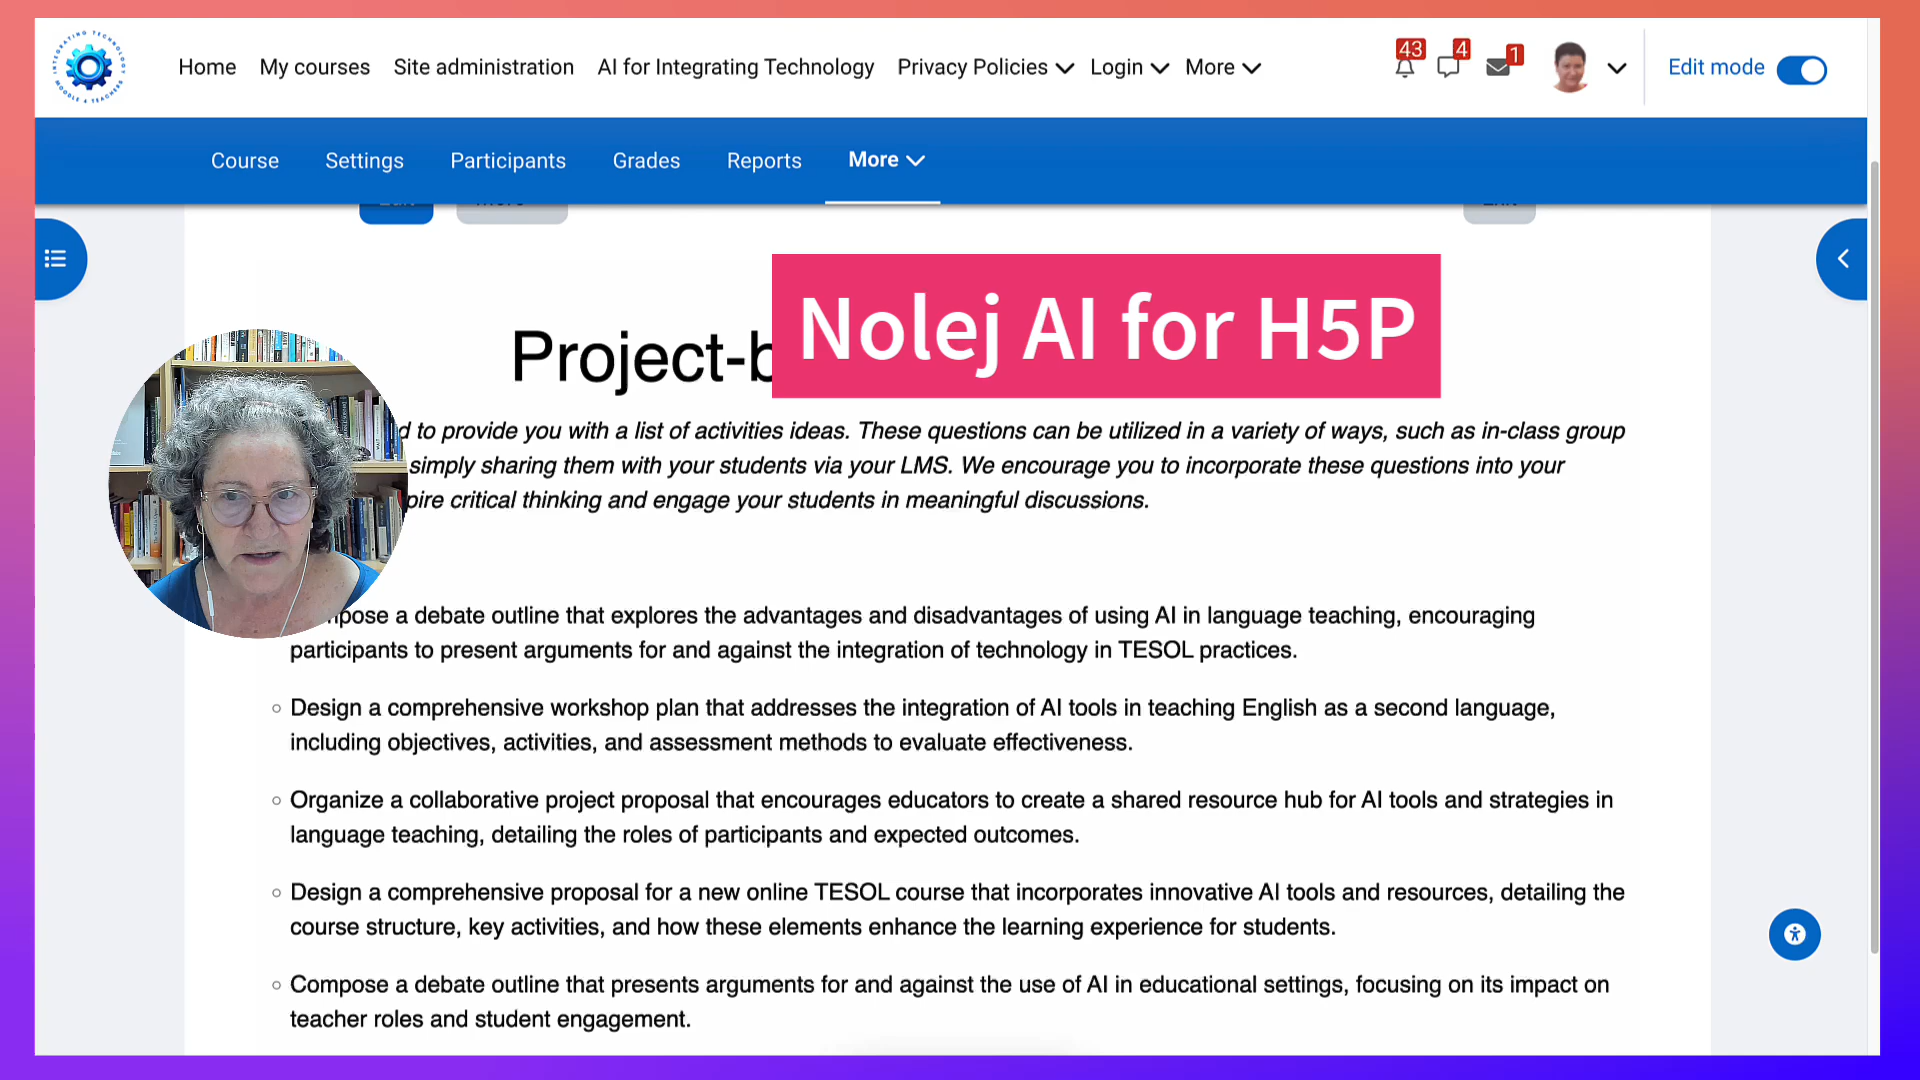 INTEGRATING TECHNOLOGY
MOODLE 4 TEACHERS
Home My courses Site administration AI for Integrating Technology Privacy Policies Login More
43 4 1
Edit mode
Course Settings Participants Grades Reports More
Nolej AI for H5P
Project-b
d to provide you with a list of activities ideas. These questions can be utilized in a variety of ways, such as in-class group
simply sharing them with your students via your LMS. We encourage you to incorporate these questions into your
pire critical thinking and engage your students in meaningful discussions.
pose a debate outline that explores the advantages and disadvantages of using AI in language teaching, encouraging
participants to present arguments for and against the integration of technology in TESOL practices.
Design a comprehensive workshop plan that addresses the integration of AI tools in teaching English as a second language,
including objectives, activities, and assessment methods to evaluate effectiveness.
Organize a collaborative project proposal that encourages educators to create a shared resource hub for AI tools and strategies in
language teaching, detailing the roles of participants and expected outcomes.
Design a comprehensive proposal for a new online TESOL course that incorporates innovative AI tools and resources, detailing the
course structure, key activities, and how these elements enhance the learning experience for students.
Compose a debate outline that presents arguments for and against the use of AI in educational settings, focusing on its impact on
teacher roles and student engagement.